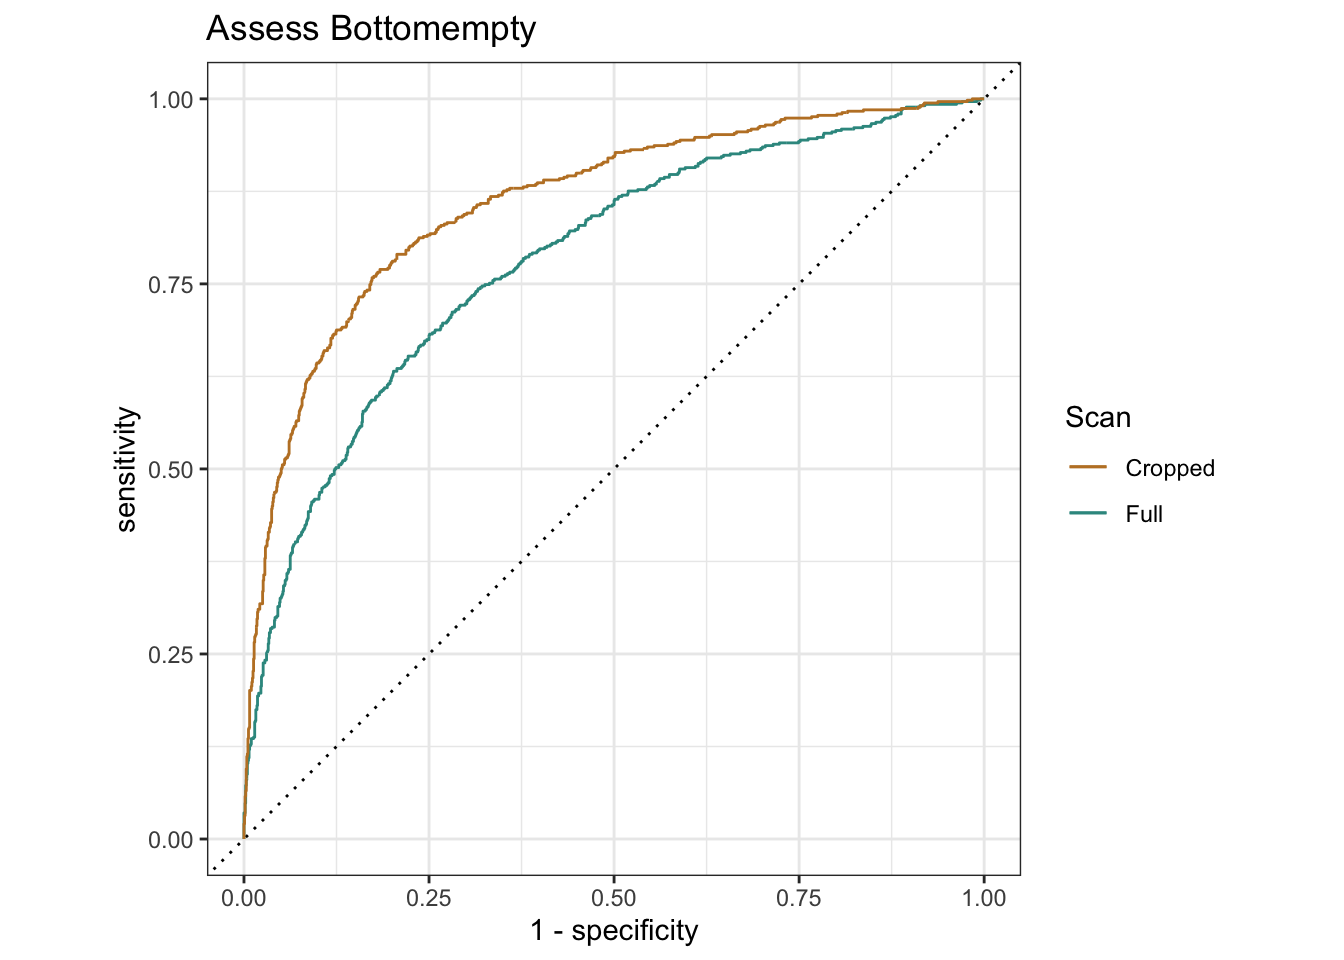 Assess Bottomempty
1.00
0.75
0.50
0.25
0.00
sensitivity
0.00 0.25 0.50 0.75 1.00
1 - specificity
Scan
Cropped
Full